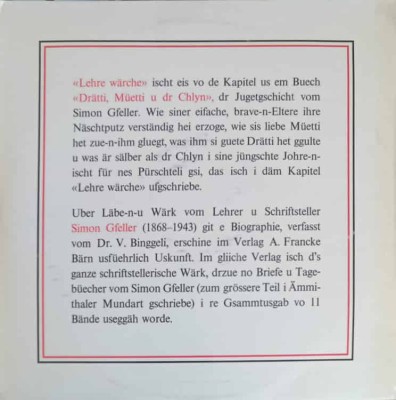 «Lehre wärche» ischt eis vo de Kapitel us em Buech
«Drätti, Müetti u dr Chlyn», dr Jugetgschicht vom
Simon Gfeller. Wie siner eifache, brave-n-Eltere ihre
Näschtputz verständig hei erzoge, wie sis liebe Müetti
het zue-n-ihm gluegt, was ihm si guete Drätti het ggulte
u was är sälber als dr Chlyn i sine jüngschte Johre-n-
ischt für nes Pürschteli gsi, das isch i däm Kapitel
«Lehre wärche» ufgschriebe.
Uber Läbe-n-u Wärk vom Lehrer u Schriftsteller
Simon Gfeller (1868–1943) git e Biographie, verfasst
vom Dr. V. Binggeli, erschine im Verlag A. Francke
Bärn usfüehrlich Uskunft. Im gliiche Verlag isch d's
ganze schriftstellerische Wärk, drzue no Briefe u Tage-
büecher vom Simon Gfeller (zum grössere Teil i Ämmi-
thaler Mundart gschriebe) i re Gsammtusgab vo 11
Bände useggäh worde.